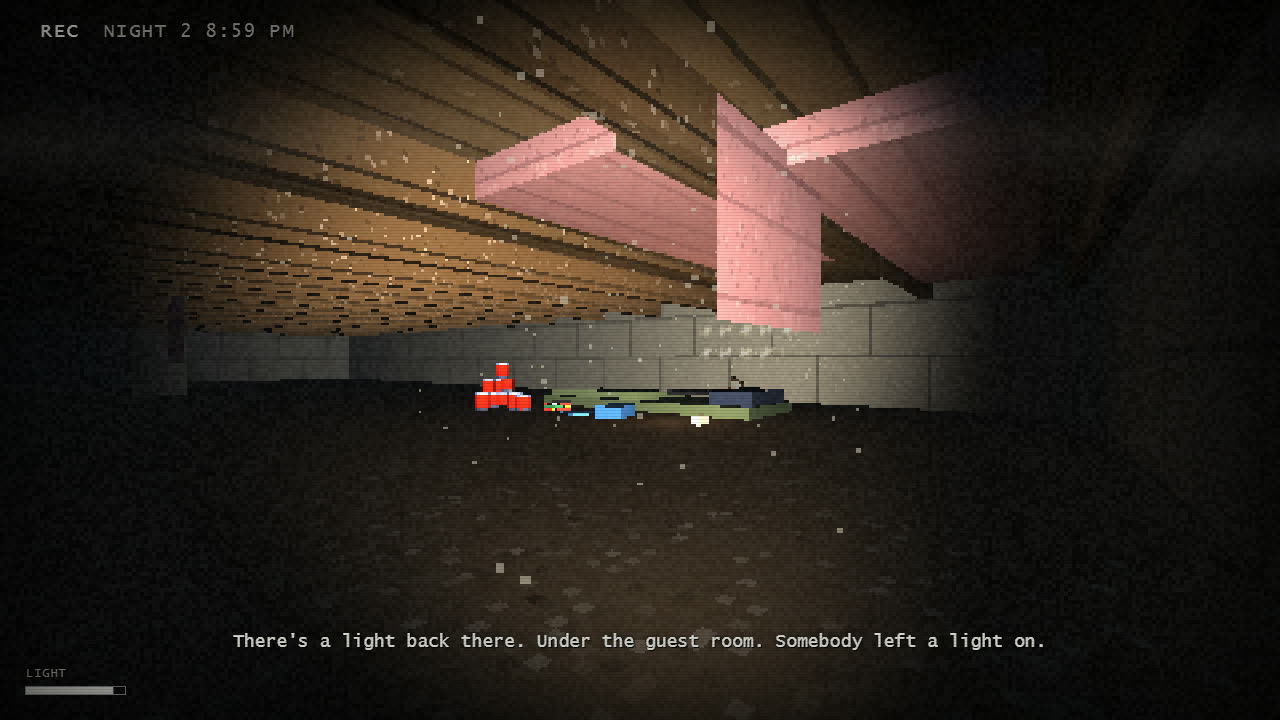 REC NIGHT 2 8:59 PM
There's a light back there. Under the guest room. Somebody left a light on.
LIGHT